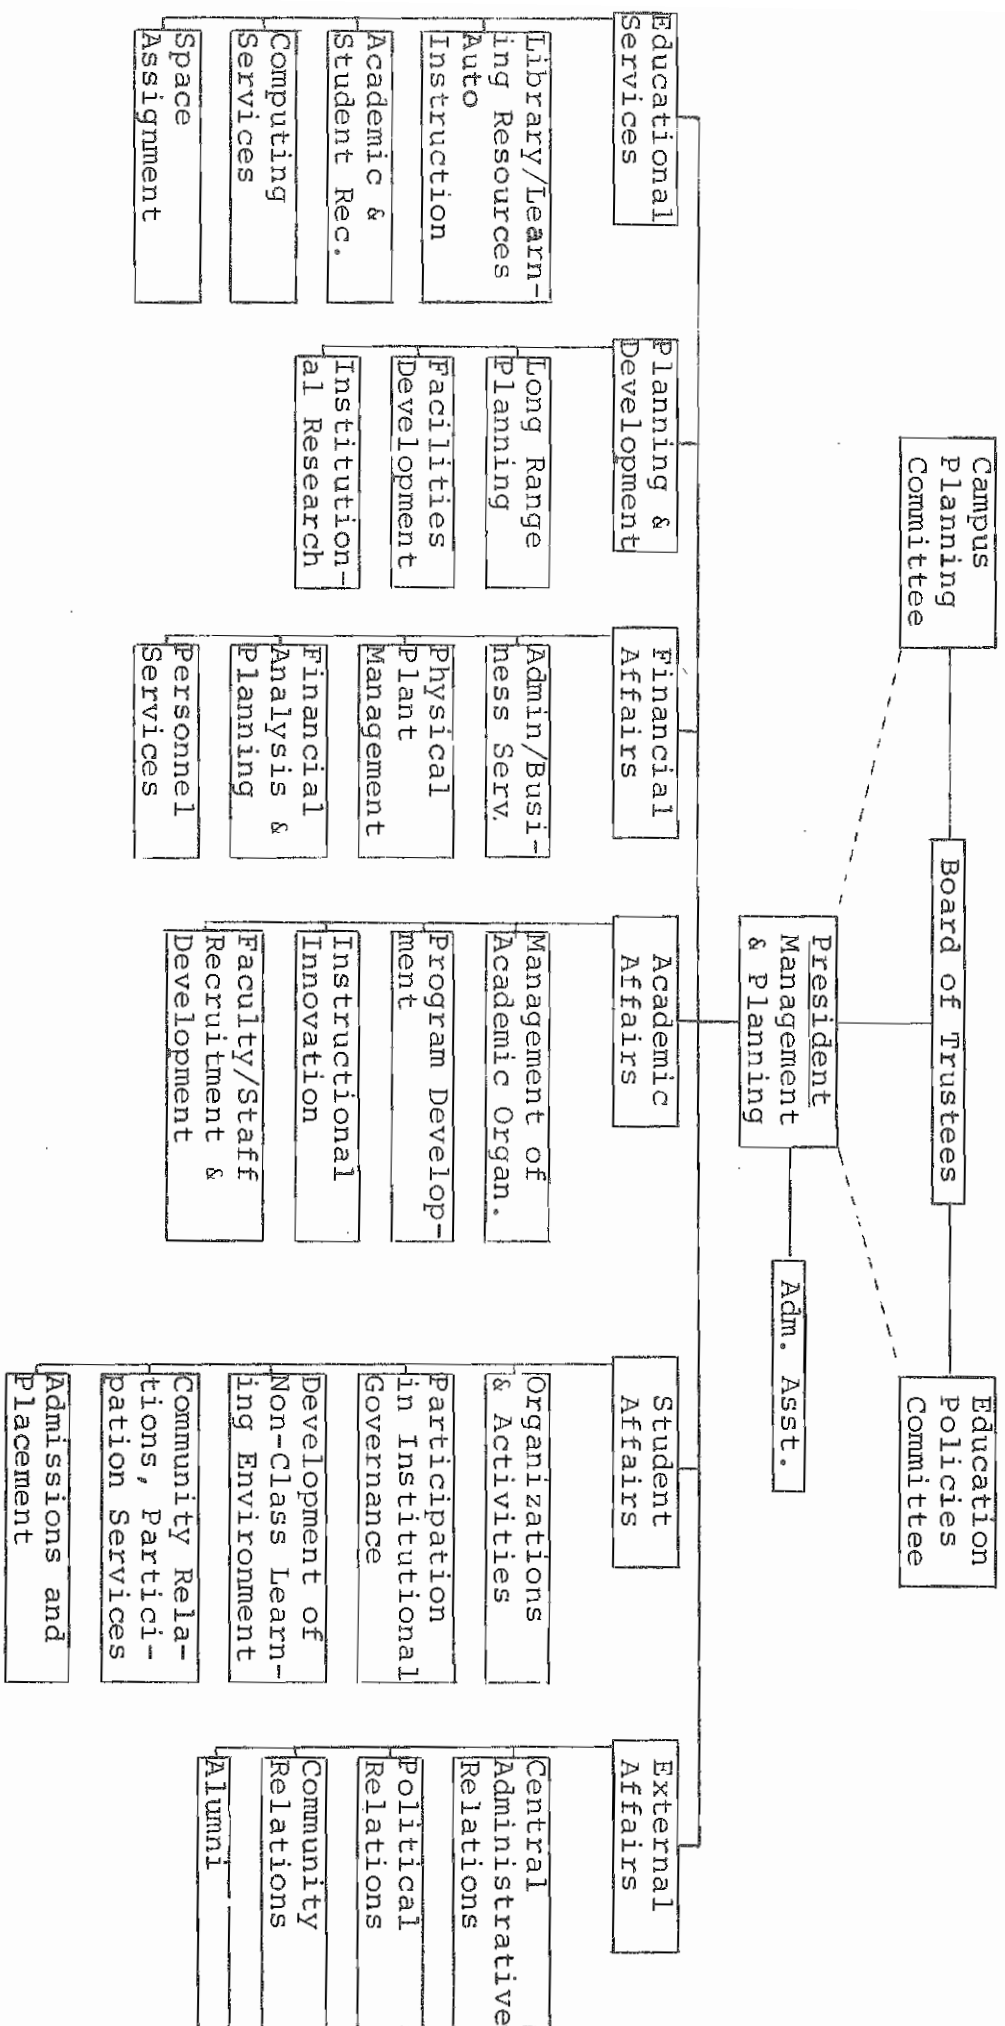 Board of Trustees
Campus
Planning
Committee
Education
Policies
Committee
President
Management
& Planning
Adm. Asst.
Educational
Services
Library/Learn-
ing Resources
Auto
Instruction
Academic &
Student Rec.
Computing
Services
Space
Assignment
Planning &
Development
Long Range
Planning
Facilities
Development
Institution-
al Research
Financial
Affairs
Admin/Busi-
ness Serv.
Physical
Plant
Management
Financial
Analysis &
Planning
Personnel
Services
Academic
Affairs
Management of
Academic Organ.
Program Develop-
ment
Instructional
Innovation
Faculty/Staff
Recruitment &
Development
Student
Affairs
Organizations
& Activities
Participation
in Institutional
Governance
Development of
Non-Class Learn-
ing Environment
Community Rela-
tions, Partici-
pation Services
Admissions and
Placement
External
Affairs
Central
Administrative
Relations
Political
Relations
Community
Relations
Alumni